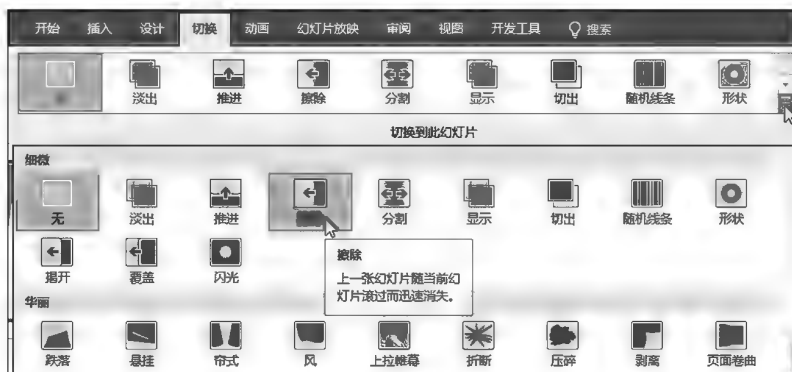 开始 插入 设计 切换 动画 幻灯片放映 审阅 视图 开发工具 搜索
淡出 推进 擦除 分割 显示 切出 随机线条 形状
切换到此幻灯片
细微
无 淡出 推进 分割 显示 切出 随机线条 形状
揭开 覆盖 闪光
擦除
上一张幻灯片随当前幻
灯片滚过而迅速消失。
华丽
跌落 悬挂 帘式 风 上拉帷幕 折断 压碎 剥离 页面卷曲